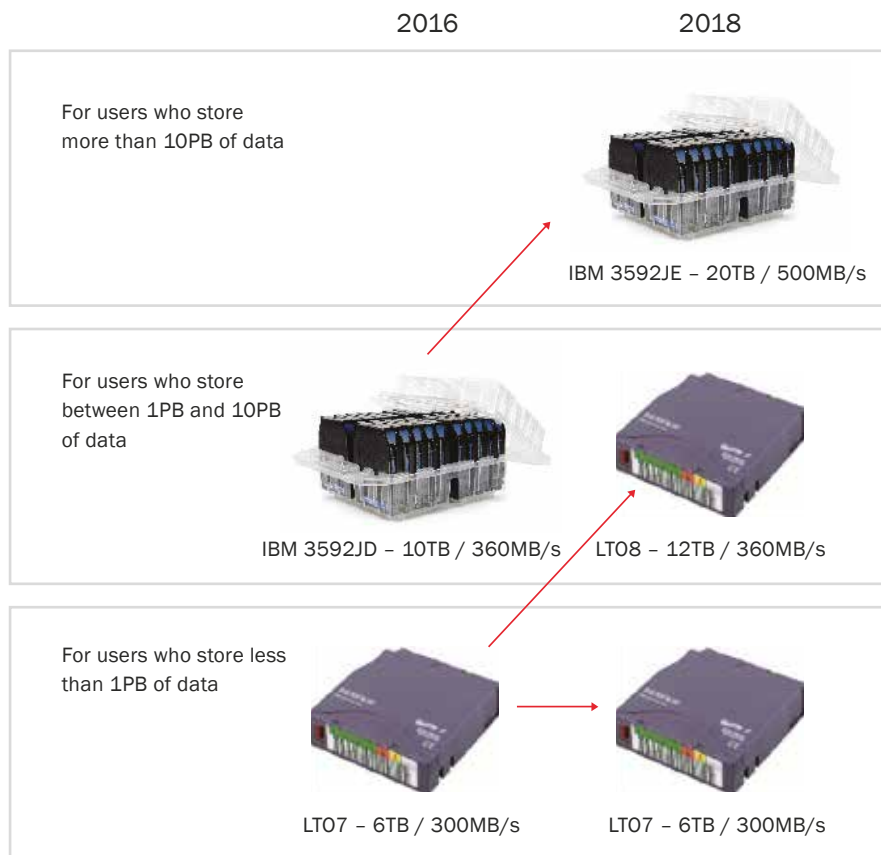 2016 2018
For users who store
more than 10PB of data
IBM 3592JE – 20TB / 500MB/s
For users who store
between 1PB and 10PB
of data
IBM 3592JD – 10TB / 360MB/s LTO8 – 12TB / 360MB/s
For users who store less
than 1PB of data
LTO7 – 6TB / 300MB/s LTO7 – 6TB / 300MB/s